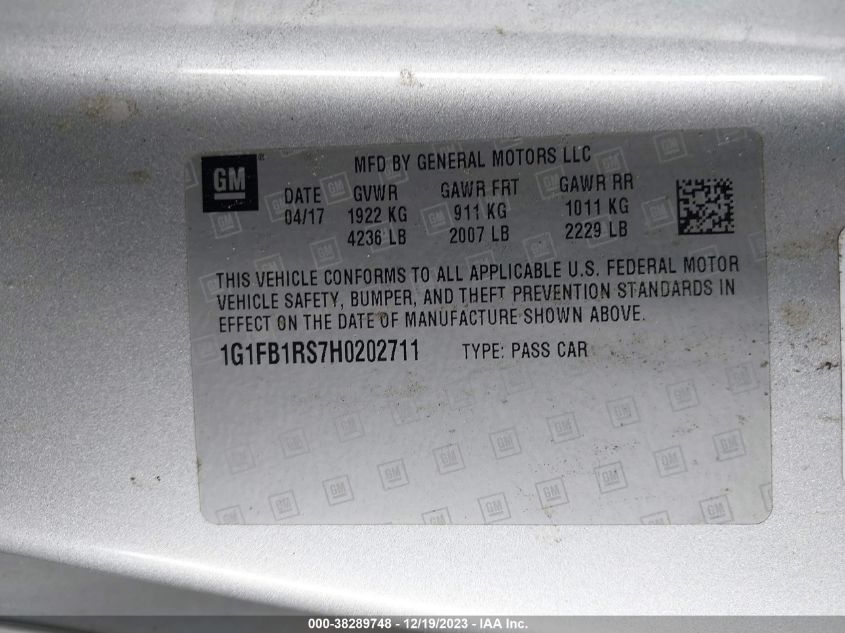 GM
MFD BY GENERAL MOTORS LLC
DATE GVWR GAWR FRT GAWR RR
04/17 1922 KG 911 KG 1011 KG
4236 LB 2007 LB 2229 LB
THIS VEHICLE CONFORMS TO ALL APPLICABLE U.S. FEDERAL MOTOR
VEHICLE SAFETY, BUMPER, AND THEFT PREVENTION STANDARDS IN
EFFECT ON THE DATE OF MANUFACTURE SHOWN ABOVE.
1G1FB1RS7H0202711 TYPE: PASS CAR
000-38289748 - 12/19/2023 - IAA Inc.